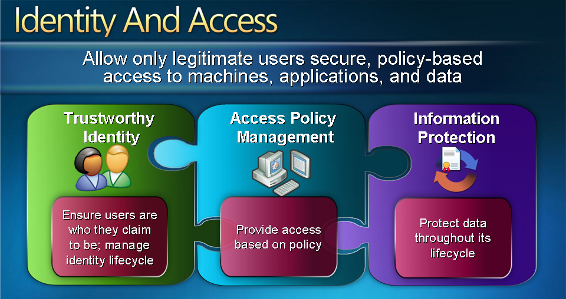 Identity And Access
Allow only legitimate users secure, policy-based
access to machines, applications, and data
Trustworthy
Identity
Ensure users are
who they claim
to be; manage
identity lifecycle
Access Policy
Management
Provide access
based on policy
Information
Protection
Protect data
throughout its
lifecycle